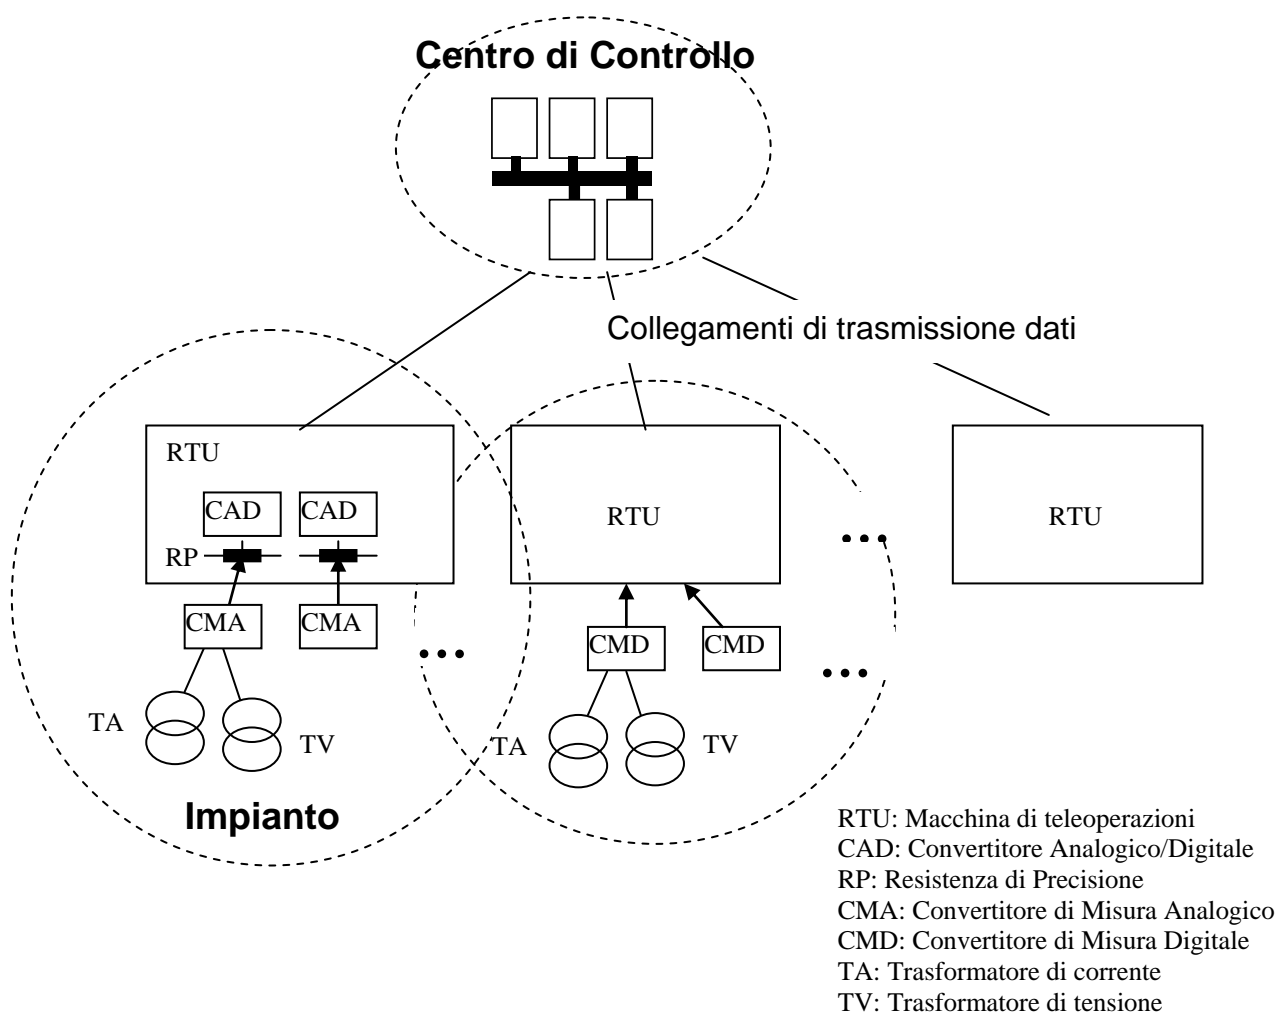 Centro di Controllo
Collegamenti di trasmissione dati
RTU
CAD CAD
RP
CMA CMA
TA TV
Impianto
RTU
CMD CMD
TA TV
RTU
RTU: Macchina di teleoperazioni
CAD: Convertitore Analogico/Digitale
RP: Resistenza di Precisione
CMA: Convertitore di Misura Analogico
CMD: Convertitore di Misura Digitale
TA: Trasformatore di corrente
TV: Trasformatore di tensione